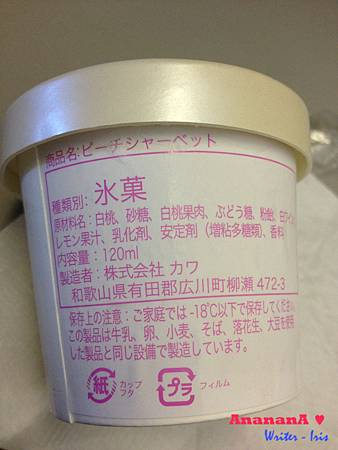 商品名:ピーチシャーベット
種類別: 氷菓
原材料名: 白桃、砂糖、白桃果肉、ぶどう糖、粉飴、
レモン果汁、乳化剤、安定剤(増粘多糖類)、香料
内容量: 120ml
製造者: 株式会社 カワ
和歌山県有田郡広川町柳瀬 472-3
保存上の注意:ご家庭では-18℃以下で保存してください
この製品は牛乳、卵、小麦、そば、落花生、大豆を使用
した製品と同じ設備で製造しています。
紙 カップ フタ
プラ フィルム
AnananA ♥
Writer - Iris